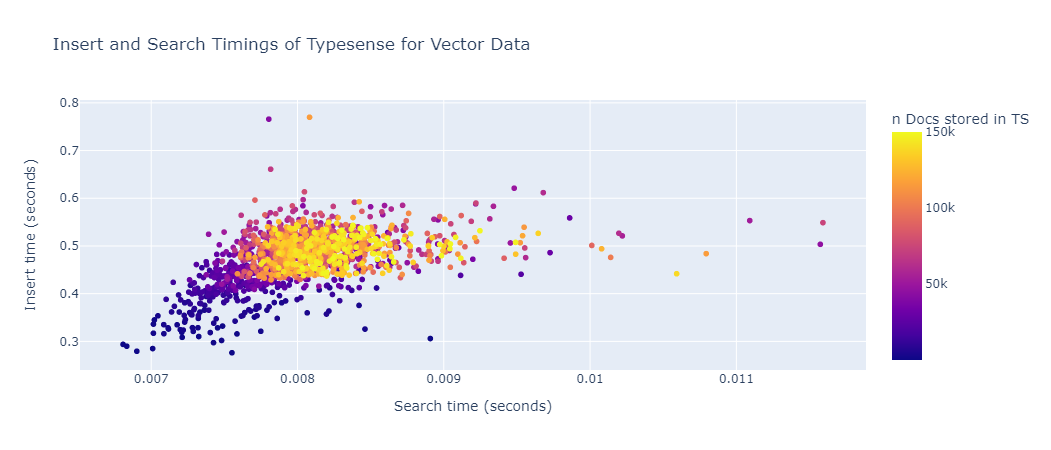 Insert and Search Timings of Typesense for Vector Data
n Docs stored in TS
150k
100k
50k
Insert time (seconds)
0.8
0.7
0.6
0.5
0.4
0.3
0.007
0.008
0.009
0.01
0.011
Search time (seconds)